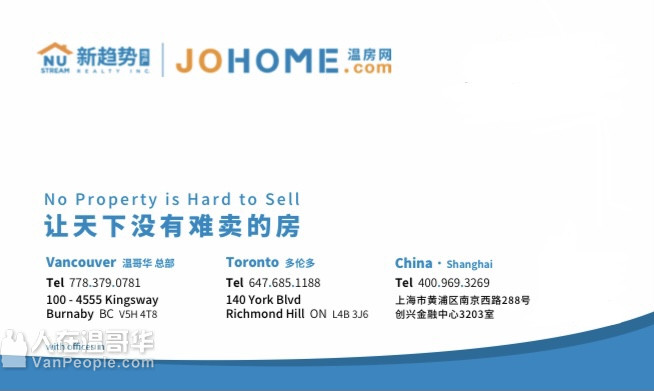 NU STREAM 新趋势 REALTY INC. JOHOME.com 温房网
No Property is Hard to Sell
让天下没有难卖的房
Vancouver 温哥华 总部
Tel 778.379.0781
100 - 4555 Kingsway
Burnaby BC V5H 4T8
Toronto 多伦多
Tel 647.685.1188
140 York Blvd
Richmond Hill ON L4B 3J6
China · Shanghai
Tel 400.969.3269
上海市黄浦区南京西路288号
创兴金融中心3203室
with offices in
人在温哥华
VanPeople.com